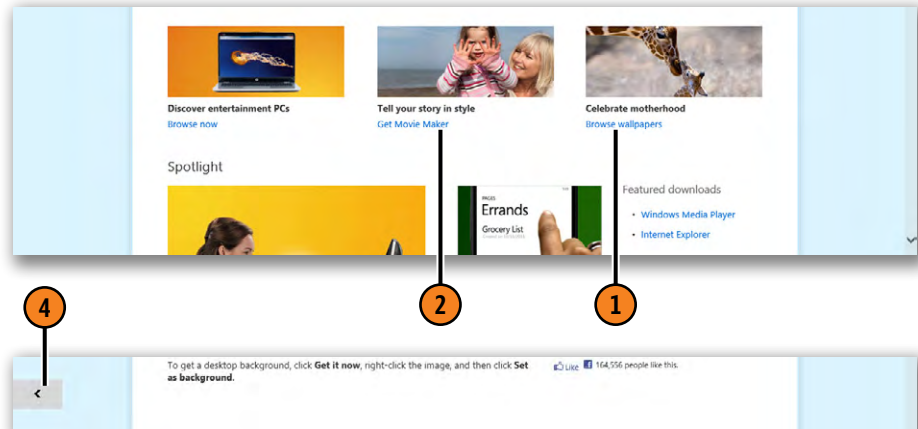 Discover entertainment PCs
Browse now
Tell your story in style
Get Movie Maker
Celebrate motherhood
Browse wallpapers
Spotlight
PAGES
Errands
Grocery List
Featured downloads
• Windows Media Player
• Internet Explorer
4
2
1
To get a desktop background, click Get it now, right-click the image, and then click Set
as background.
Like 164,556 people like this.